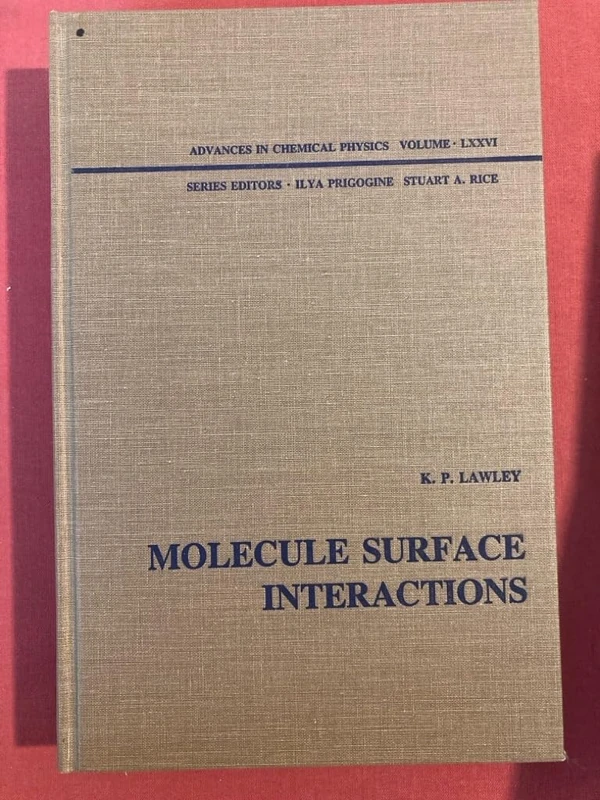 ADVANCES IN CHEMICAL PHYSICS VOLUME · LXXVI
SERIES EDITORS · ILYA PRIGOGINE STUART A. RICE
K. P. LAWLEY
MOLECULE SURFACE
INTERACTIONS